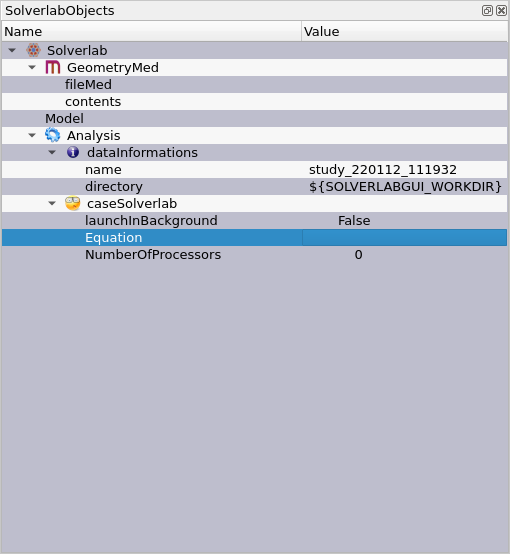 SolverlabObjects
Name Value
Solverlab
GeometryMed
fileMed
contents
Model
Analysis
dataInformations
name study_220112_111932
directory ${SOLVERLABGUI_WORKDIR}
caseSolverlab
launchInBackground False
Equation
NumberOfProcessors 0